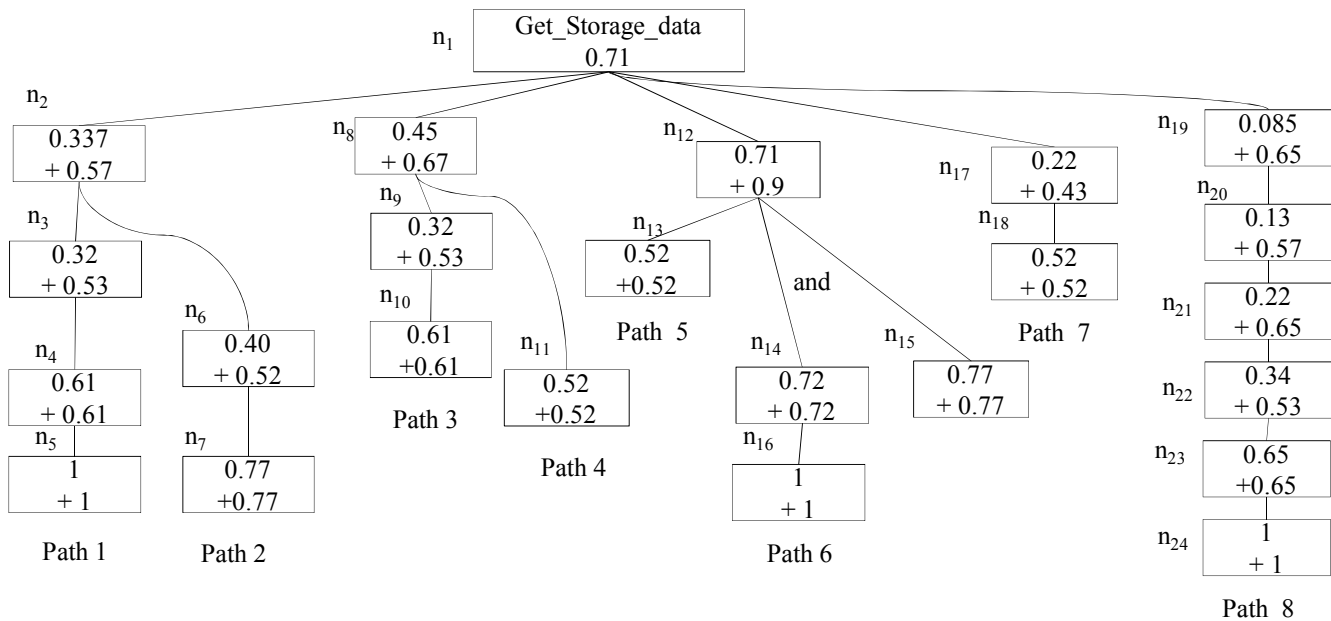 n1
Get_Storage_data
0.71
n2
0.337
+ 0.57
n8
0.45
+ 0.67
n12
0.71
+ 0.9
n17
0.22
+ 0.43
n19
0.085
+ 0.65
n3
0.32
+ 0.53
n9
0.32
+ 0.53
n13
0.52
+0.52
Path 5
and
n18
0.52
+ 0.52
Path 7
n20
0.13
+ 0.57
n4
0.61
+ 0.61
n6
0.40
+ 0.52
n10
0.61
+0.61
Path 3
n11
0.52
+0.52
Path 4
n14
0.72
+ 0.72
n15
0.77
+ 0.77
n21
0.22
+ 0.65
n22
0.34
+ 0.53
n5
1
+ 1
Path 1
n7
0.77
+0.77
Path 2
n16
1
+ 1
Path 6
n23
0.65
+0.65
n24
1
+ 1
Path 8